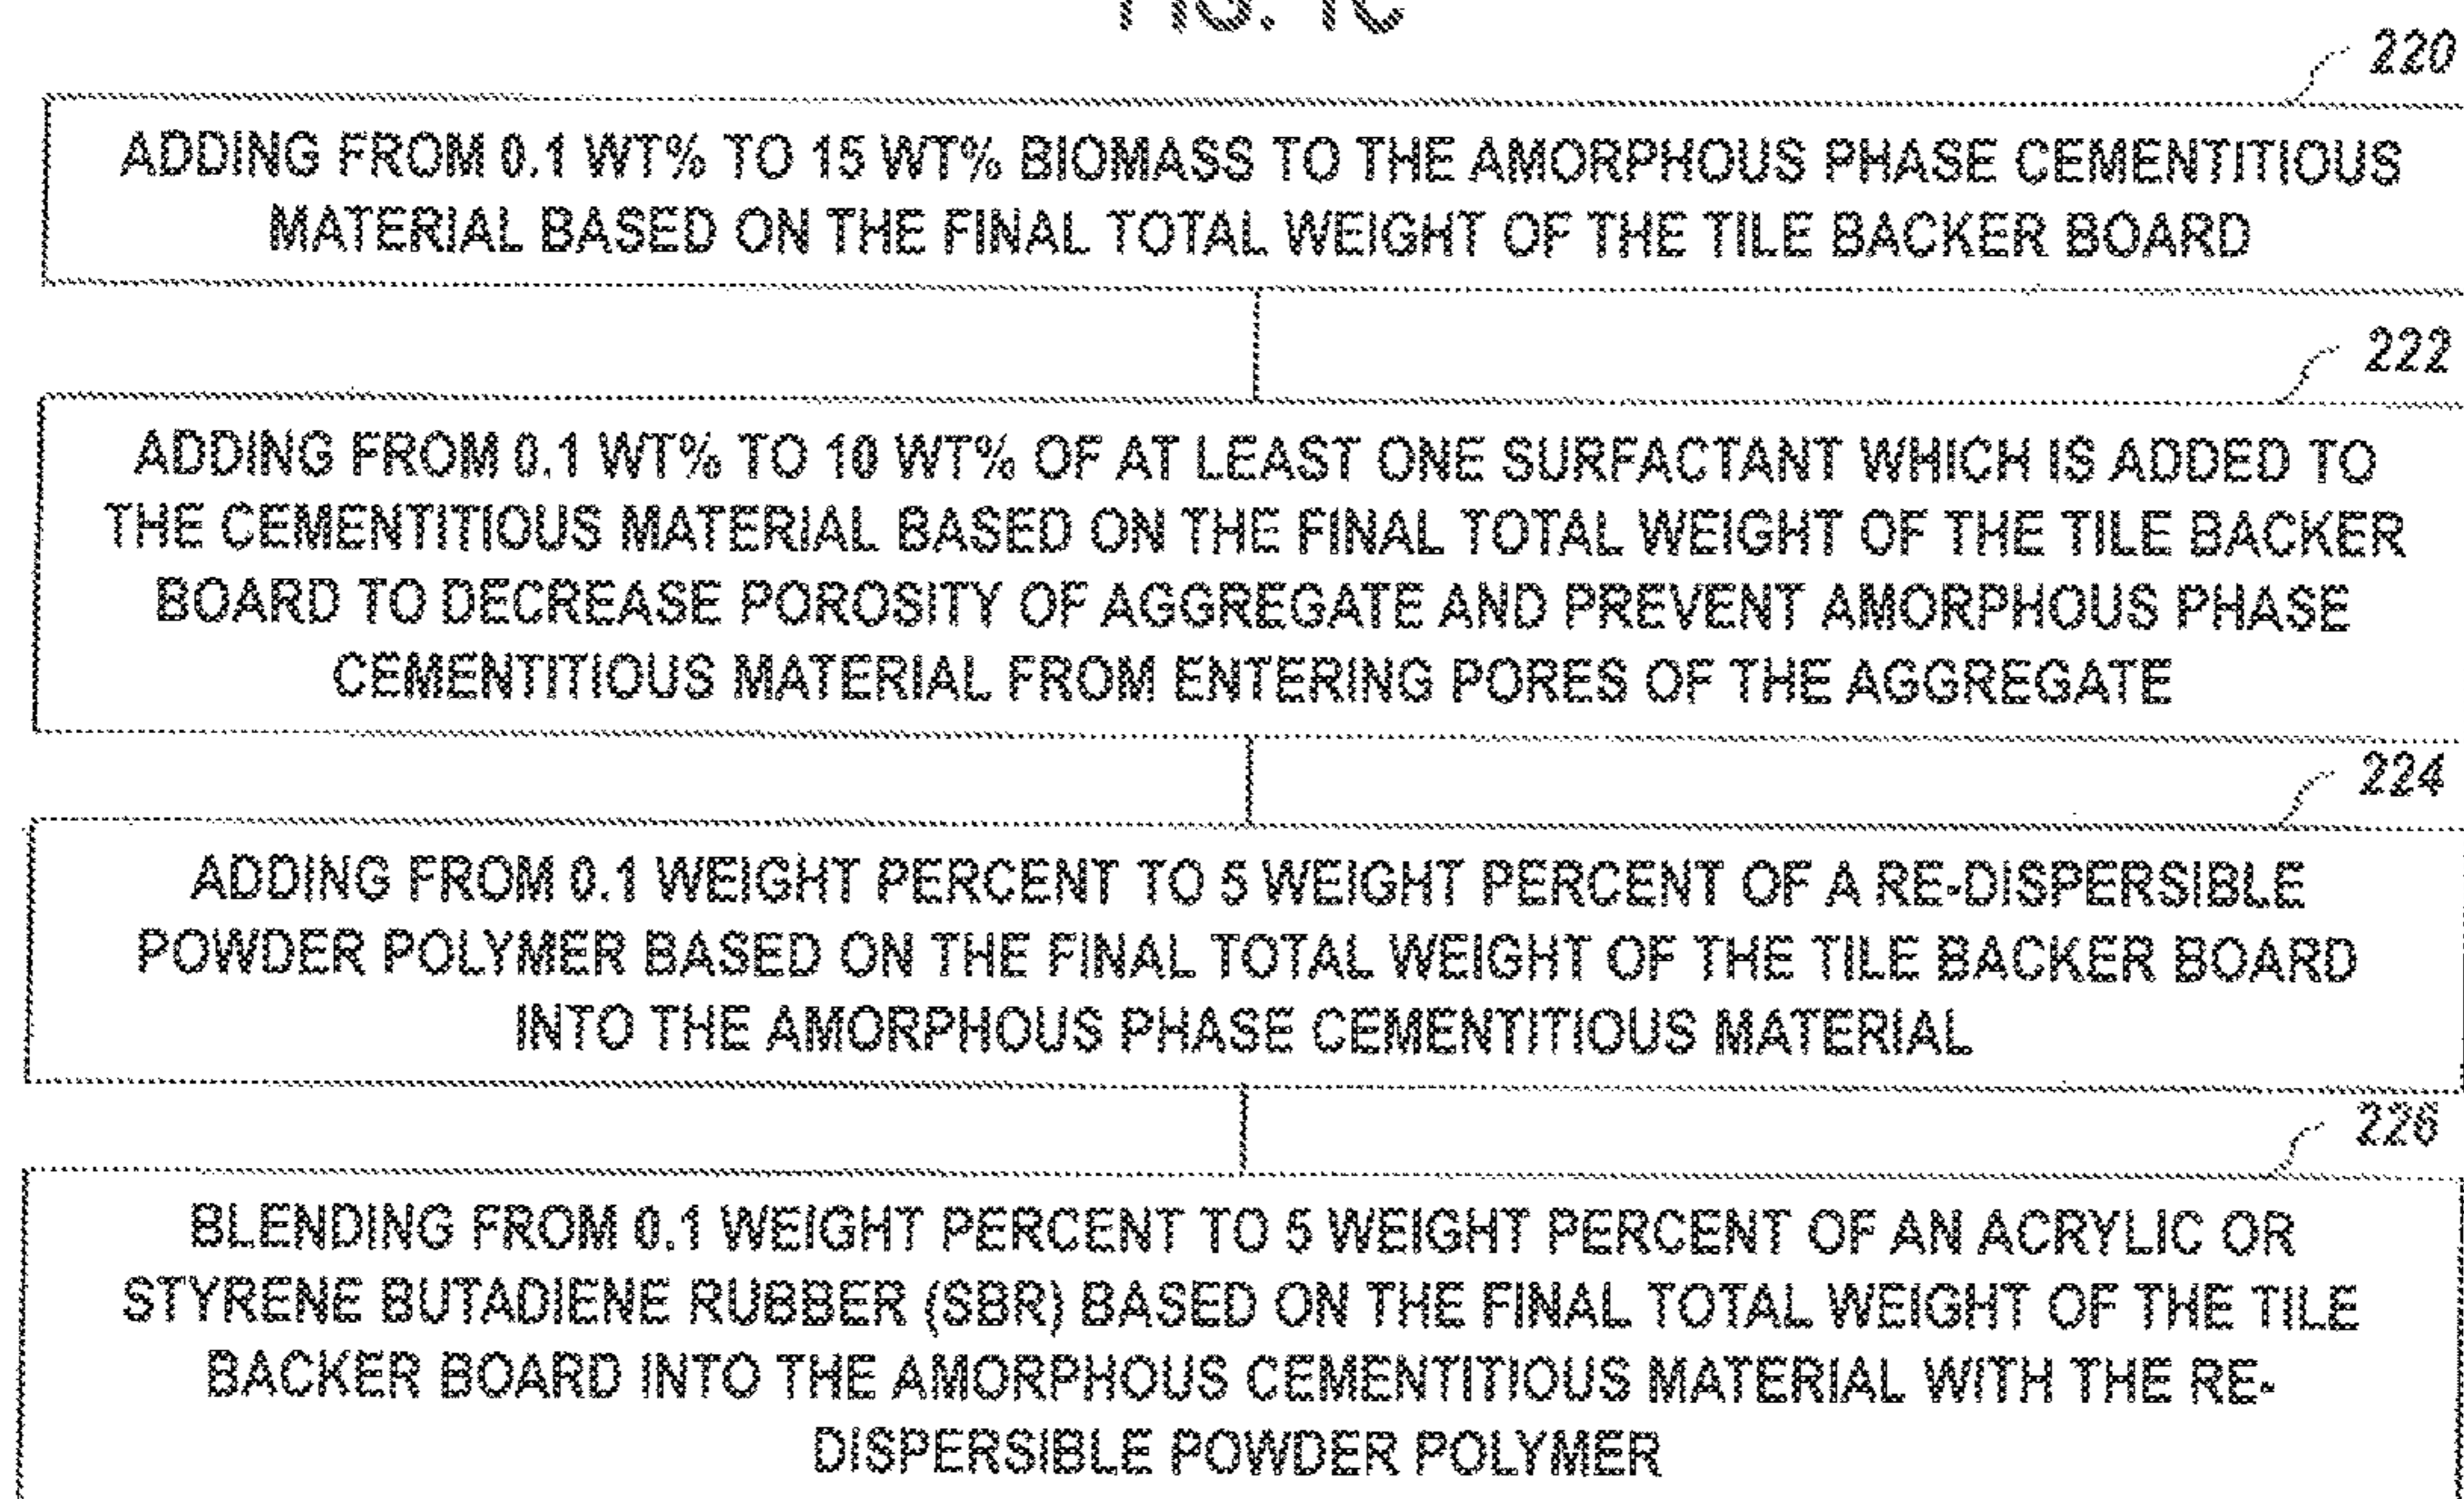 FIG. 1C
220
ADDING FROM 0.1 WT% TO 15 WT% BIOMASS TO THE AMORPHOUS PHASE CEMENTITIOUS
MATERIAL BASED ON THE FINAL TOTAL WEIGHT OF THE TILE BACKER BOARD
222
ADDING FROM 0.1 WT% TO 10 WT% OF AT LEAST ONE SURFACTANT WHICH IS ADDED TO
THE CEMENTITIOUS MATERIAL BASED ON THE FINAL TOTAL WEIGHT OF THE TILE BACKER
BOARD TO DECREASE POROSITY OF AGGREGATE AND PREVENT AMORPHOUS PHASE
CEMENTITIOUS MATERIAL FROM ENTERING PORES OF THE AGGREGATE
224
ADDING FROM 0.1 WEIGHT PERCENT TO 5 WEIGHT PERCENT OF A RE-DISPERSIBLE
POWDER POLYMER BASED ON THE FINAL TOTAL WEIGHT OF THE TILE BACKER BOARD
INTO THE AMORPHOUS PHASE CEMENTITIOUS MATERIAL
226
BLENDING FROM 0.1 WEIGHT PERCENT TO 5 WEIGHT PERCENT OF AN ACRYLIC OR
STYRENE BUTADIENE RUBBER (SBR) BASED ON THE FINAL TOTAL WEIGHT OF THE TILE
BACKER BOARD INTO THE AMORPHOUS CEMENTITIOUS MATERIAL WITH THE RE-
DISPERSIBLE POWDER POLYMER